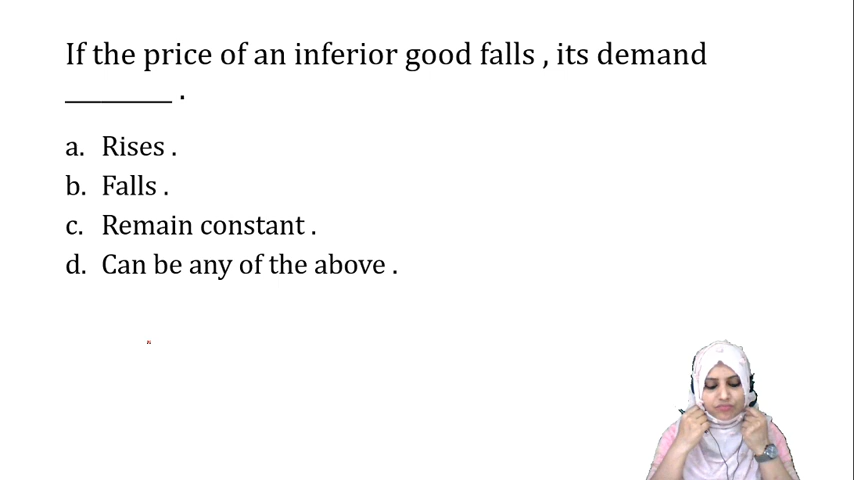 If the price of an inferior good falls , its demand
_________ .
a. Rises .
b. Falls .
c. Remain constant .
d. Can be any of the above .